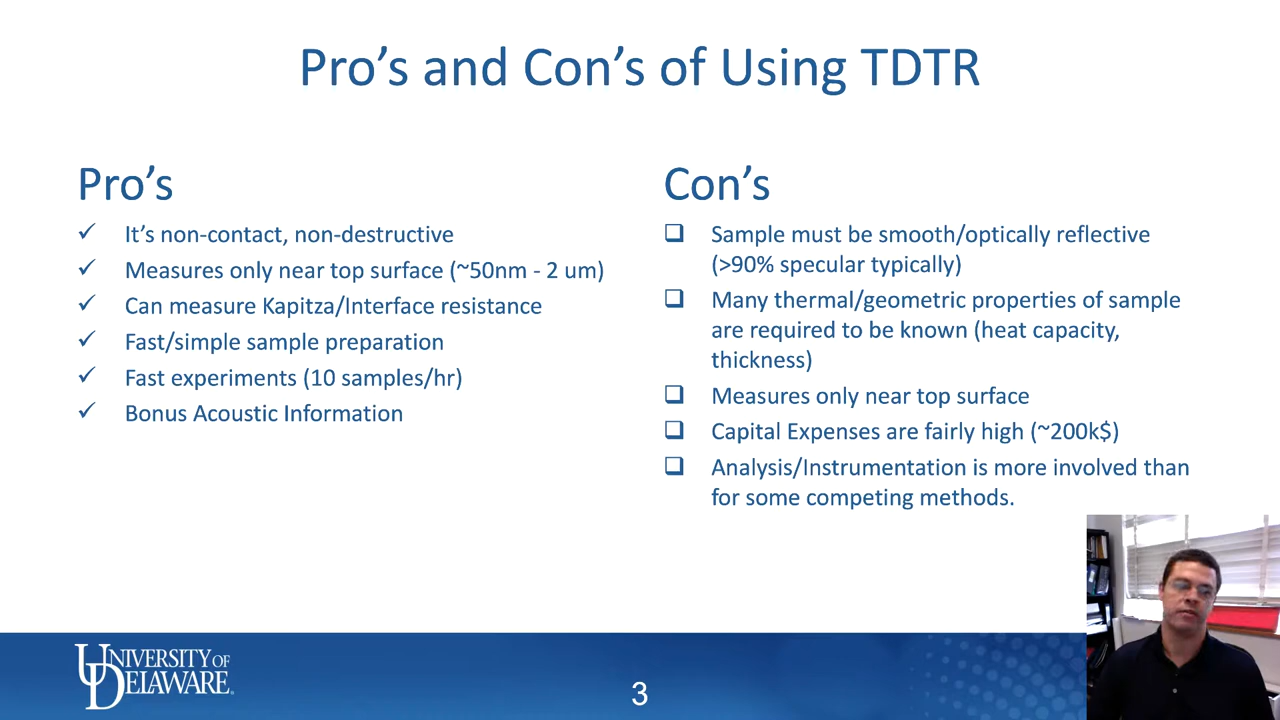 Pro’s and Con’s of Using TDTR
Pro’s
It’s non-contact, non-destructive
Measures only near top surface (~50nm - 2 um)
Can measure Kapitza/Interface resistance
Fast/simple sample preparation
Fast experiments (10 samples/hr)
Bonus Acoustic Information
Con’s
Sample must be smooth/optically reflective
(>90% specular typically)
Many thermal/geometric properties of sample
are required to be known (heat capacity,
thickness)
Measures only near top surface
Capital Expenses are fairly high (~200k$)
Analysis/Instrumentation is more involved than
for some competing methods.
UNIVERSITY OF
DELAWARE.
3